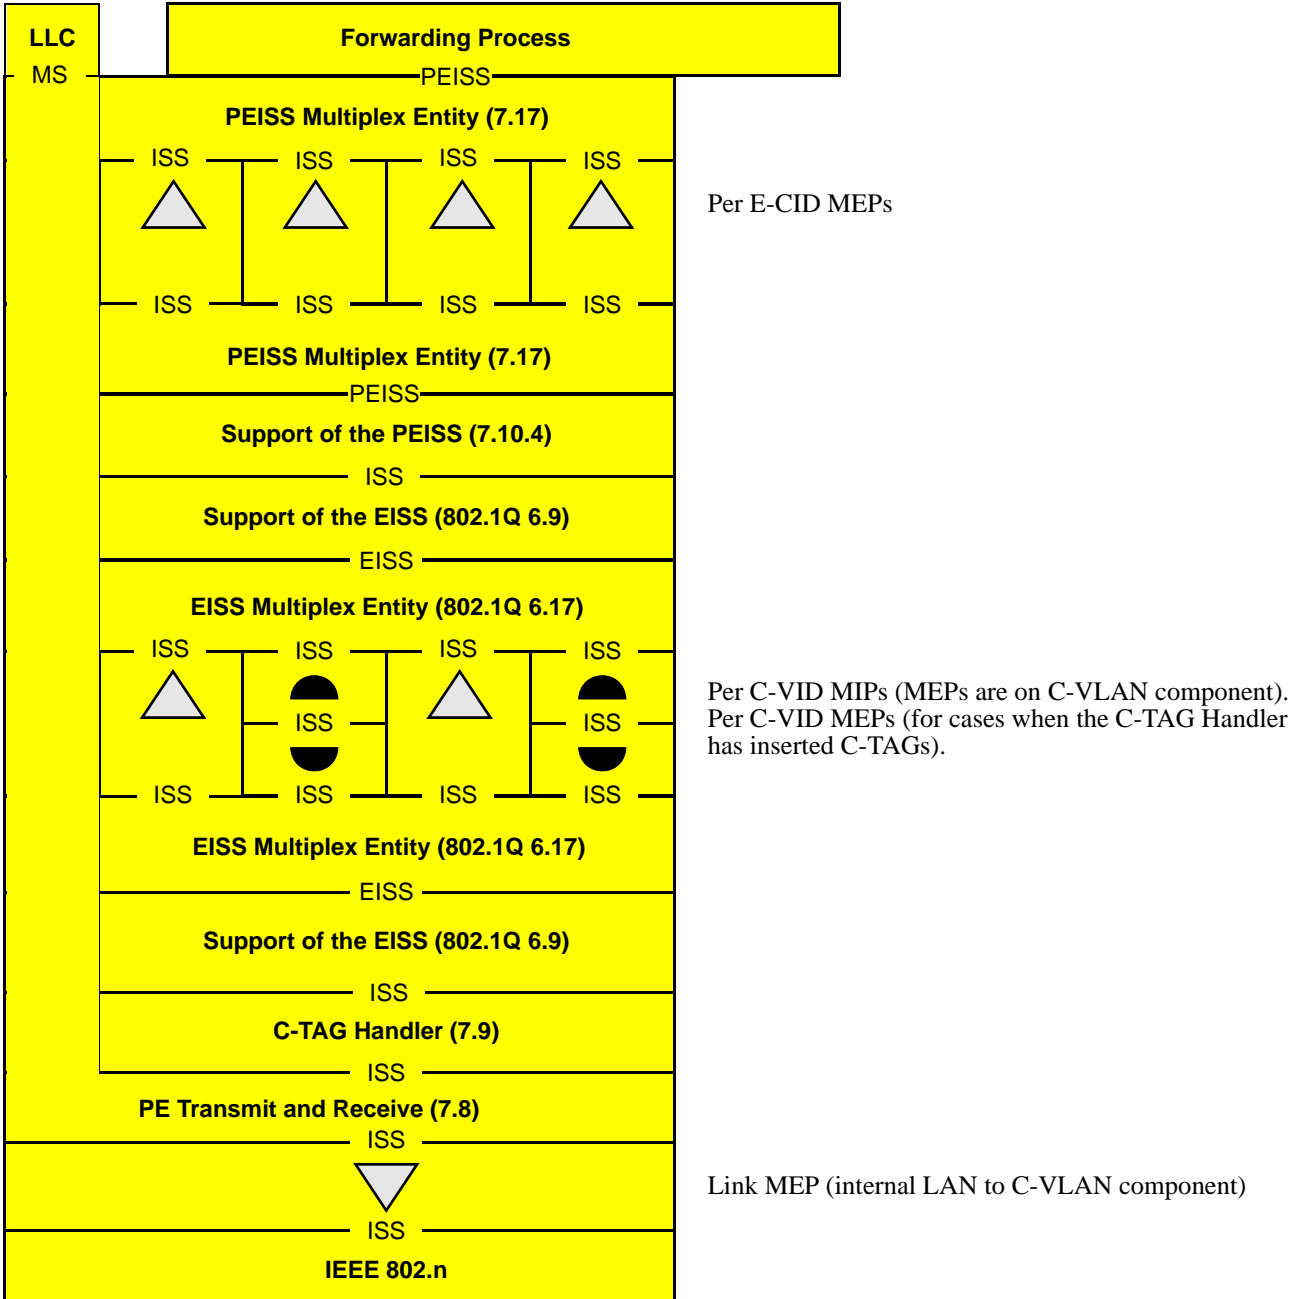 LLC
Forwarding Process
MS
PEISS
PEISS Multiplex Entity (7.17)
ISS ISS ISS ISS
Per E-CID MEPs
ISS ISS ISS ISS
PEISS Multiplex Entity (7.17)
PEISS
Support of the PEISS (7.10.4)
ISS
Support of the EISS (802.1Q 6.9)
EISS
EISS Multiplex Entity (802.1Q 6.17)
ISS ISS ISS ISS
Per C-VID MIPs (MEPs are on C-VLAN component).
Per C-VID MEPs (for cases when the C-TAG Handler
has inserted C-TAGs).
ISS ISS
ISS ISS ISS ISS
EISS Multiplex Entity (802.1Q 6.17)
EISS
Support of the EISS (802.1Q 6.9)
ISS
C-TAG Handler (7.9)
ISS
PE Transmit and Receive (7.8)
ISS
Link MEP (internal LAN to C-VLAN component)
ISS
IEEE 802.n